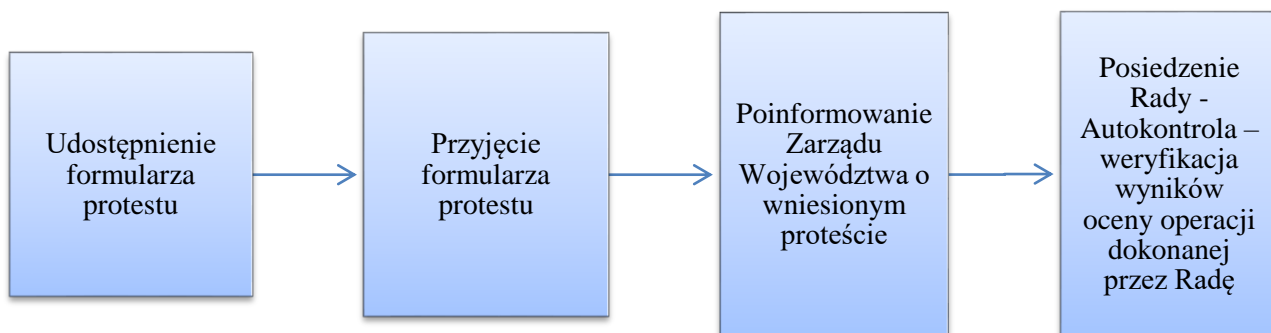 Udostępnienie
formularza
protestu
Przyjęcie
formularza
protestu
Poinformowanie
Zarządu
Województwa o
wniesionym
proteście
Posiedzenie
Rady -
Autokontrola –
weryfikacja
wyników
oceny operacji
dokonanej
przez Radę